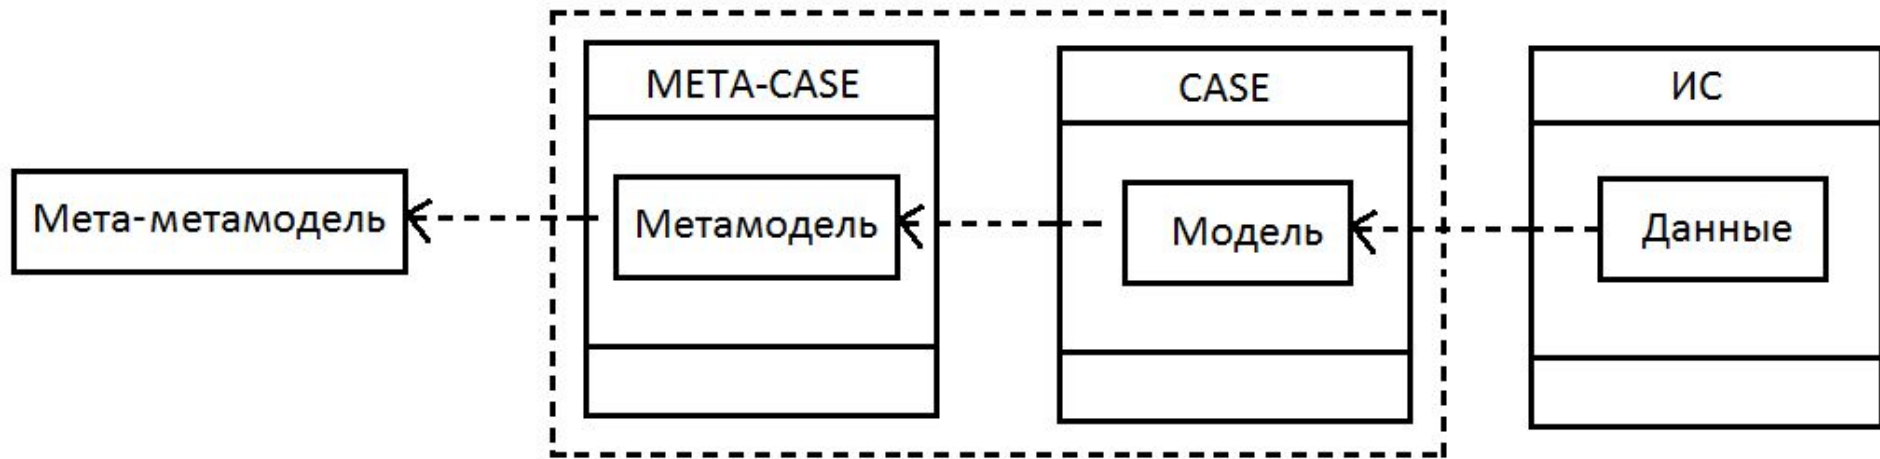 META-CASE
CASE
ИС
Мета-метамодель
Метамодель
Модель
Данные